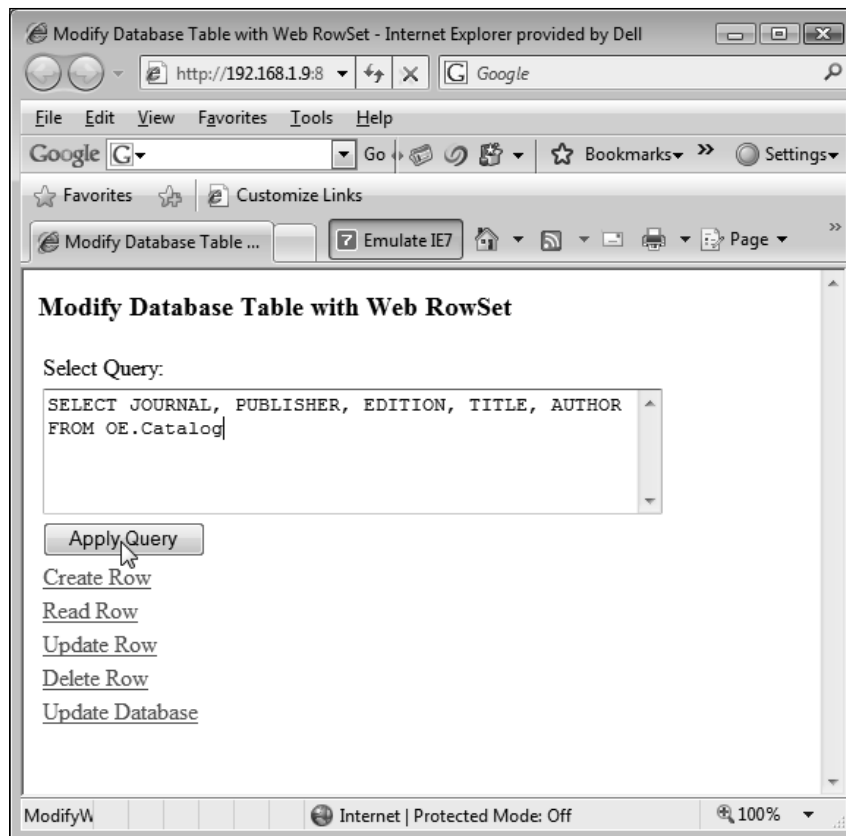 Modify Database Table with Web RowSet - Internet Explorer provided by Dell
http://192.168.1.9:8
G Google
File Edit View Favorites Tools Help
Google G Go Bookmarks Settings
Favorites Customize Links
Modify Database Table ... 7 Emulate IE7 Page
Modify Database Table with Web RowSet
Select Query:
SELECT JOURNAL, PUBLISHER, EDITION, TITLE, AUTHOR
FROM OE.Catalog
Apply Query
Create Row
Read Row
Update Row
Delete Row
Update Database
ModifyW Internet | Protected Mode: Off 100%